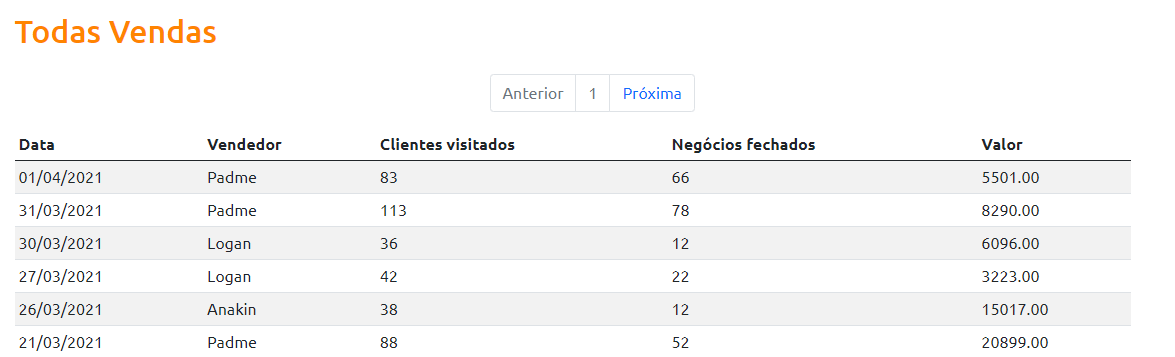 Todas Vendas
Anterior 1 Próxima
Data Vendedor Clientes visitados Negócios fechados Valor
01/04/2021 Padme 83 66 5501.00
31/03/2021 Padme 113 78 8290.00
30/03/2021 Logan 36 12 6096.00
27/03/2021 Logan 42 22 3223.00
26/03/2021 Anakin 38 12 15017.00
21/03/2021 Padme 88 52 20899.00